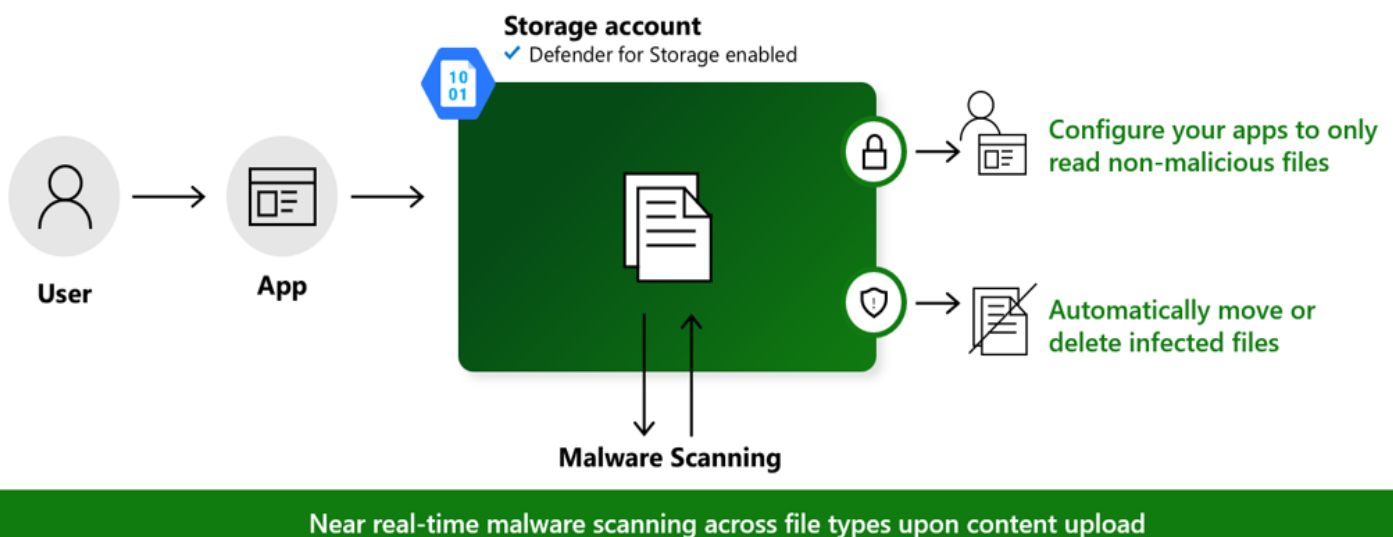 Storage account
Defender for Storage enabled
10
01
User
App
Configure your apps to only
read non-malicious files
Automatically move or
delete infected files
Malware Scanning
Near real-time malware scanning across file types upon content upload